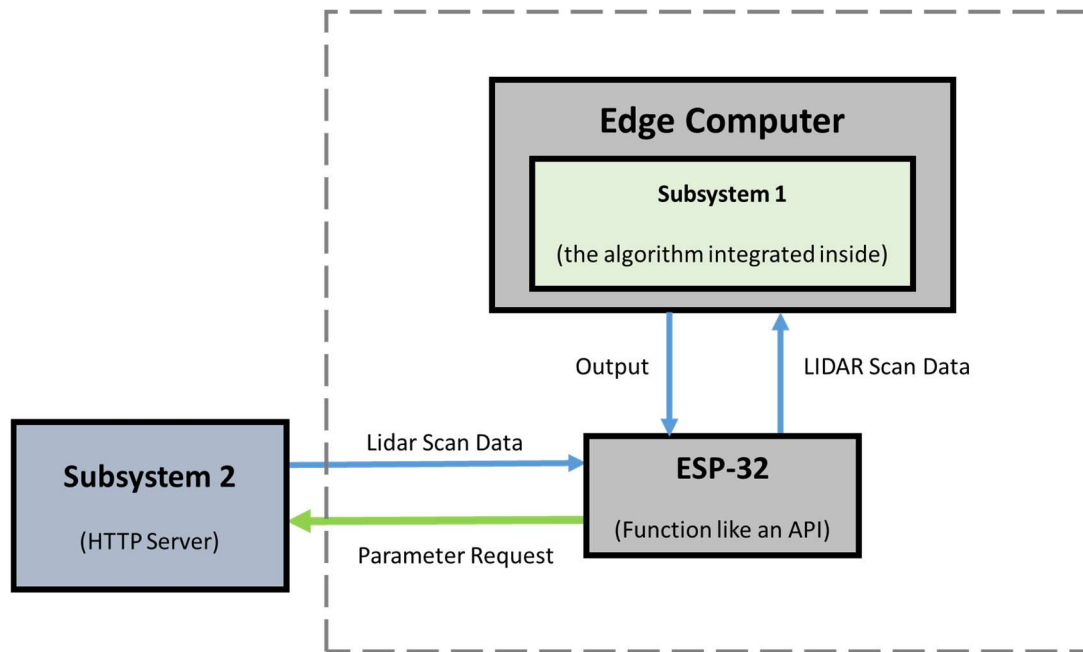 Edge Computer
Subsystem 1
(the algorithm integrated inside)
Output
LIDAR Scan Data
Lidar Scan Data
Subsystem 2
(HTTP Server)
ESP-32
(Function like an API)
Parameter Request